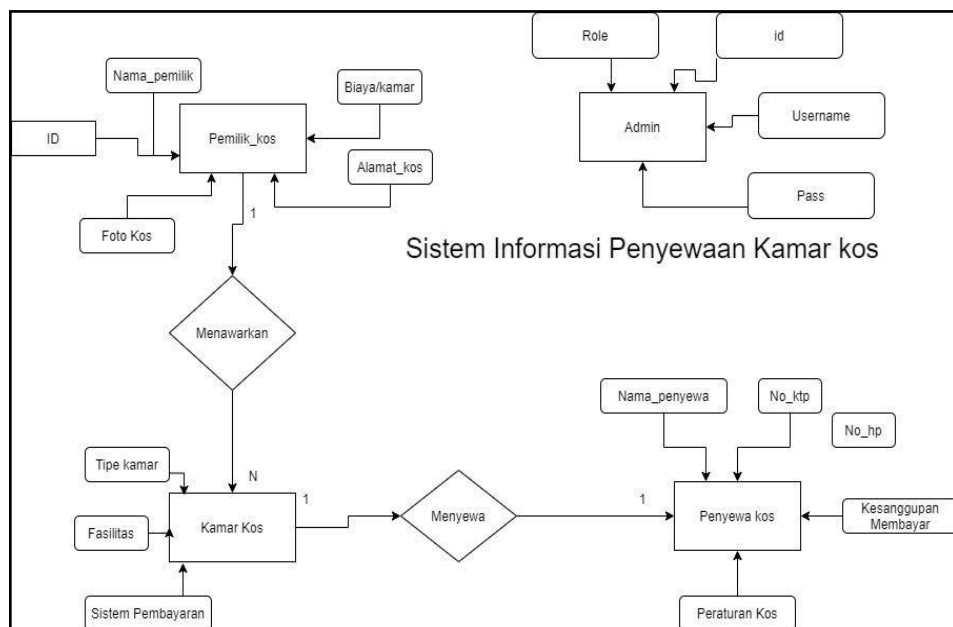 Role
id
Nama_pemilik
Biaya/kamar
ID
Pemilik_kos
Admin
Username
Alamat_kos
Pass
Foto Kos
1
Sistem Informasi Penyewaan Kamar kos
Menawarkan
Nama_penyewa
No_ktp
No_hp
Tipe kamar
N
1
1
Fasilitas
Kamar Kos
Menyewa
Penyewa kos
Kesanggupan
Membayar
Sistem Pembayaran
Peraturan Kos